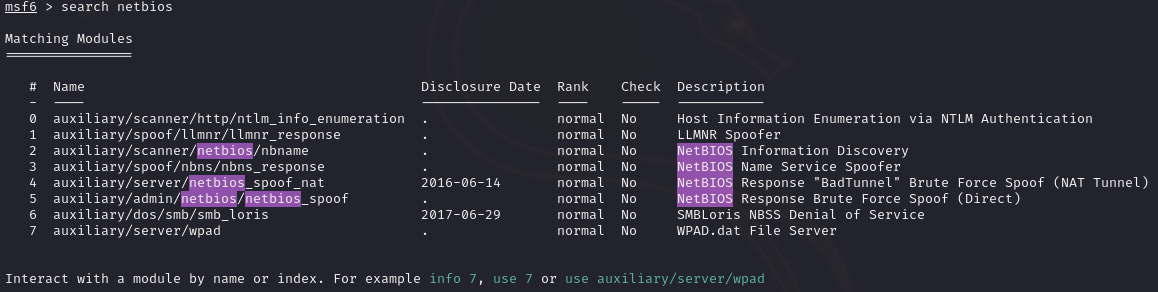 msf6 > search netbios
Matching Modules
================
#  Name                                         Disclosure Date  Rank    Check  Description
-  ----                                         ---------------  ----    -----  -----------
0  auxiliary/scanner/http/ntlm_info_enumeration  .                normal  No     Host Information Enumeration via NTLM Authentication
1  auxiliary/spoof/llmnr/llmnr_response          .                normal  No     LLMNR Spoofer
2  auxiliary/scanner/netbios/nbname              .                normal  No     NetBIOS Information Discovery
3  auxiliary/spoof/nbns/nbns_response            .                normal  No     NetBIOS Name Service Spoofer
4  auxiliary/server/netbios_spoof_nat            2016-06-14       normal  No     NetBIOS Response "BadTunnel" Brute Force Spoof (NAT Tunnel)
5  auxiliary/admin/netbios/netbios_spoof         .                normal  No     NetBIOS Response Brute Force Spoof (Direct)
6  auxiliary/dos/smb/smb_loris                   2017-06-29       normal  No     SMBLoris NBSS Denial of Service
7  auxiliary/server/wpad                         .                normal  No     WPAD.dat File Server
Interact with a module by name or index. For example info 7, use 7 or use auxiliary/server/wpad